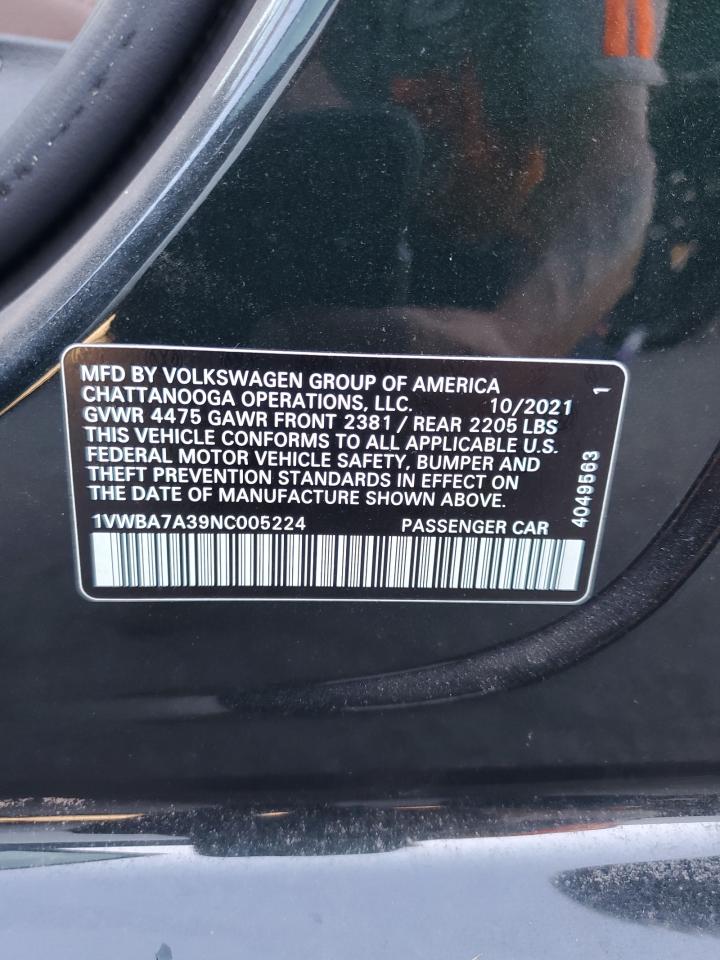 MFD BY VOLKSWAGEN GROUP OF AMERICA
CHATTANOOGA OPERATIONS, LLC. 10/2021
GVWR 4475 GAWR FRONT 2381 / REAR 2205 LBS
THIS VEHICLE CONFORMS TO ALL APPLICABLE U.S.
FEDERAL MOTOR VEHICLE SAFETY, BUMPER AND
THEFT PREVENTION STANDARDS IN EFFECT ON
THE DATE OF MANUFACTURE SHOWN ABOVE.
1VWBA7A39NC005224 PASSENGER CAR
4049563 1